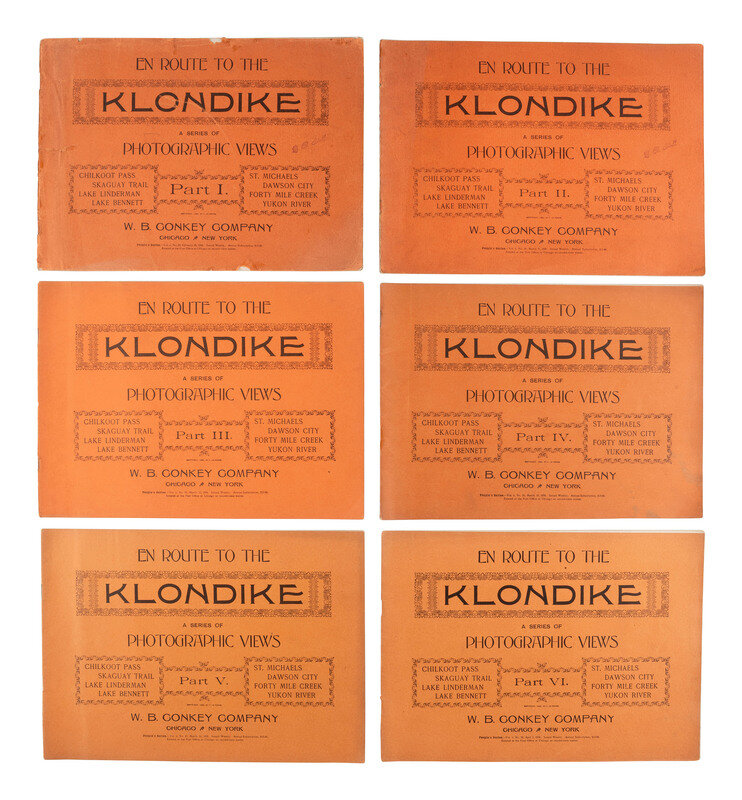 EN ROUTE TO THE
KLONDIKE
A SERIES OF
PHOTOGRAPHIC VIEWS
CHILKOOT PASS
SKAGUAY TRAIL
LAKE LINDERMAN
LAKE BENNETT
Part I.
ST. MICHAELS
DAWSON CITY
FORTY MILE CREEK
YUKON RIVER
W. B. CONKEY COMPANY
CHICAGO NEW YORK
EN ROUTE TO THE
KLONDIKE
A SERIES OF
PHOTOGRAPHIC VIEWS
CHILKOOT PASS
SKAGUAY TRAIL
LAKE LINDERMAN
LAKE BENNETT
Part II.
ST. MICHAELS
DAWSON CITY
FORTY MILE CREEK
YUKON RIVER
W. B. CONKEY COMPANY
CHICAGO NEW YORK
EN ROUTE TO THE
KLONDIKE
A SERIES OF
PHOTOGRAPHIC VIEWS
CHILKOOT PASS
SKAGUAY TRAIL
LAKE LINDERMAN
LAKE BENNETT
Part III.
ST. MICHAELS
DAWSON CITY
FORTY MILE CREEK
YUKON RIVER
W. B. CONKEY COMPANY
CHICAGO NEW YORK
EN ROUTE TO THE
KLONDIKE
A SERIES OF
PHOTOGRAPHIC VIEWS
CHILKOOT PASS
SKAGUAY TRAIL
LAKE LINDERMAN
LAKE BENNETT
Part IV.
ST. MICHAELS
DAWSON CITY
FORTY MILE CREEK
YUKON RIVER
W. B. CONKEY COMPANY
CHICAGO NEW YORK
EN ROUTE TO THE
KLONDIKE
A SERIES OF
PHOTOGRAPHIC VIEWS
CHILKOOT PASS
SKAGUAY TRAIL
LAKE LINDERMAN
LAKE BENNETT
Part V.
ST. MICHAELS
DAWSON CITY
FORTY MILE CREEK
YUKON RIVER
W. B. CONKEY COMPANY
CHICAGO NEW YORK
EN ROUTE TO THE
KLONDIKE
A SERIES OF
PHOTOGRAPHIC VIEWS
CHILKOOT PASS
SKAGUAY TRAIL
LAKE LINDERMAN
LAKE BENNETT
Part VI.
ST. MICHAELS
DAWSON CITY
FORTY MILE CREEK
YUKON RIVER
W. B. CONKEY COMPANY
CHICAGO NEW YORK